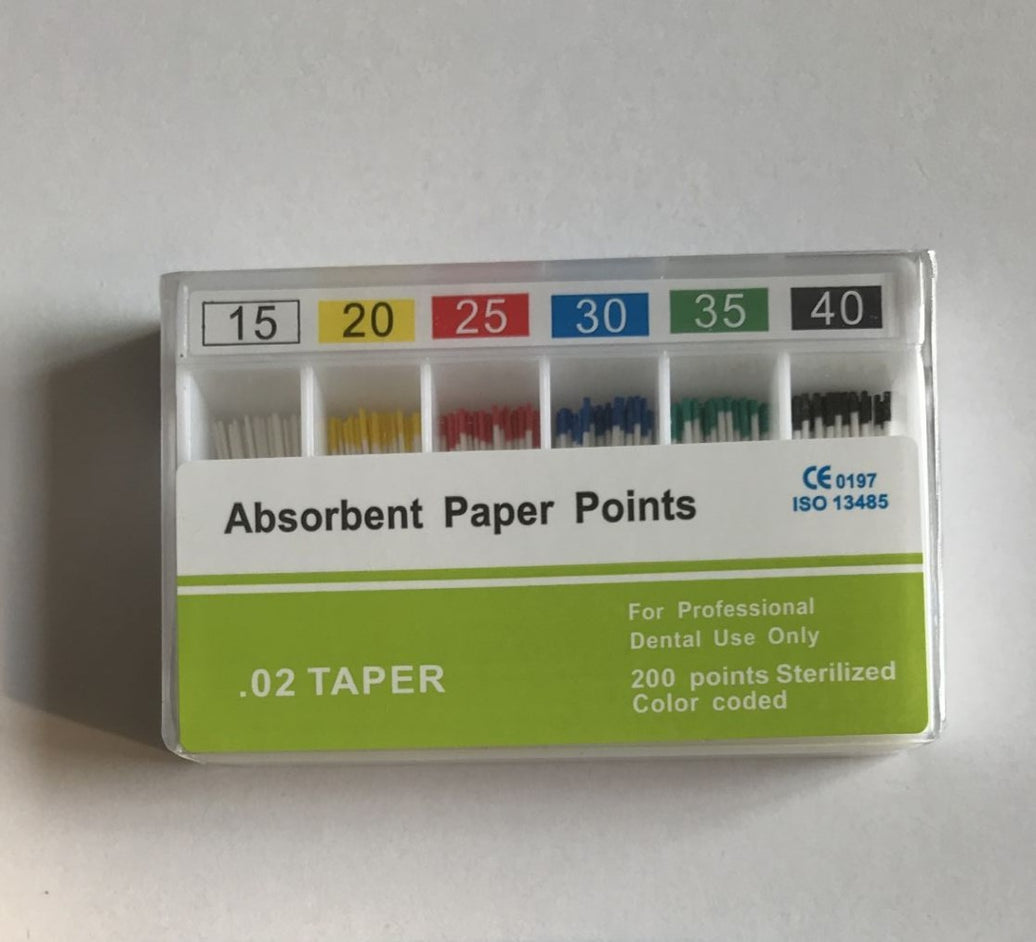 15 20 25 30 35 40
Absorbent Paper Points
CE 0197
ISO 13485
.02 TAPER
For Professional
Dental Use Only
200 points Sterilized
Color coded